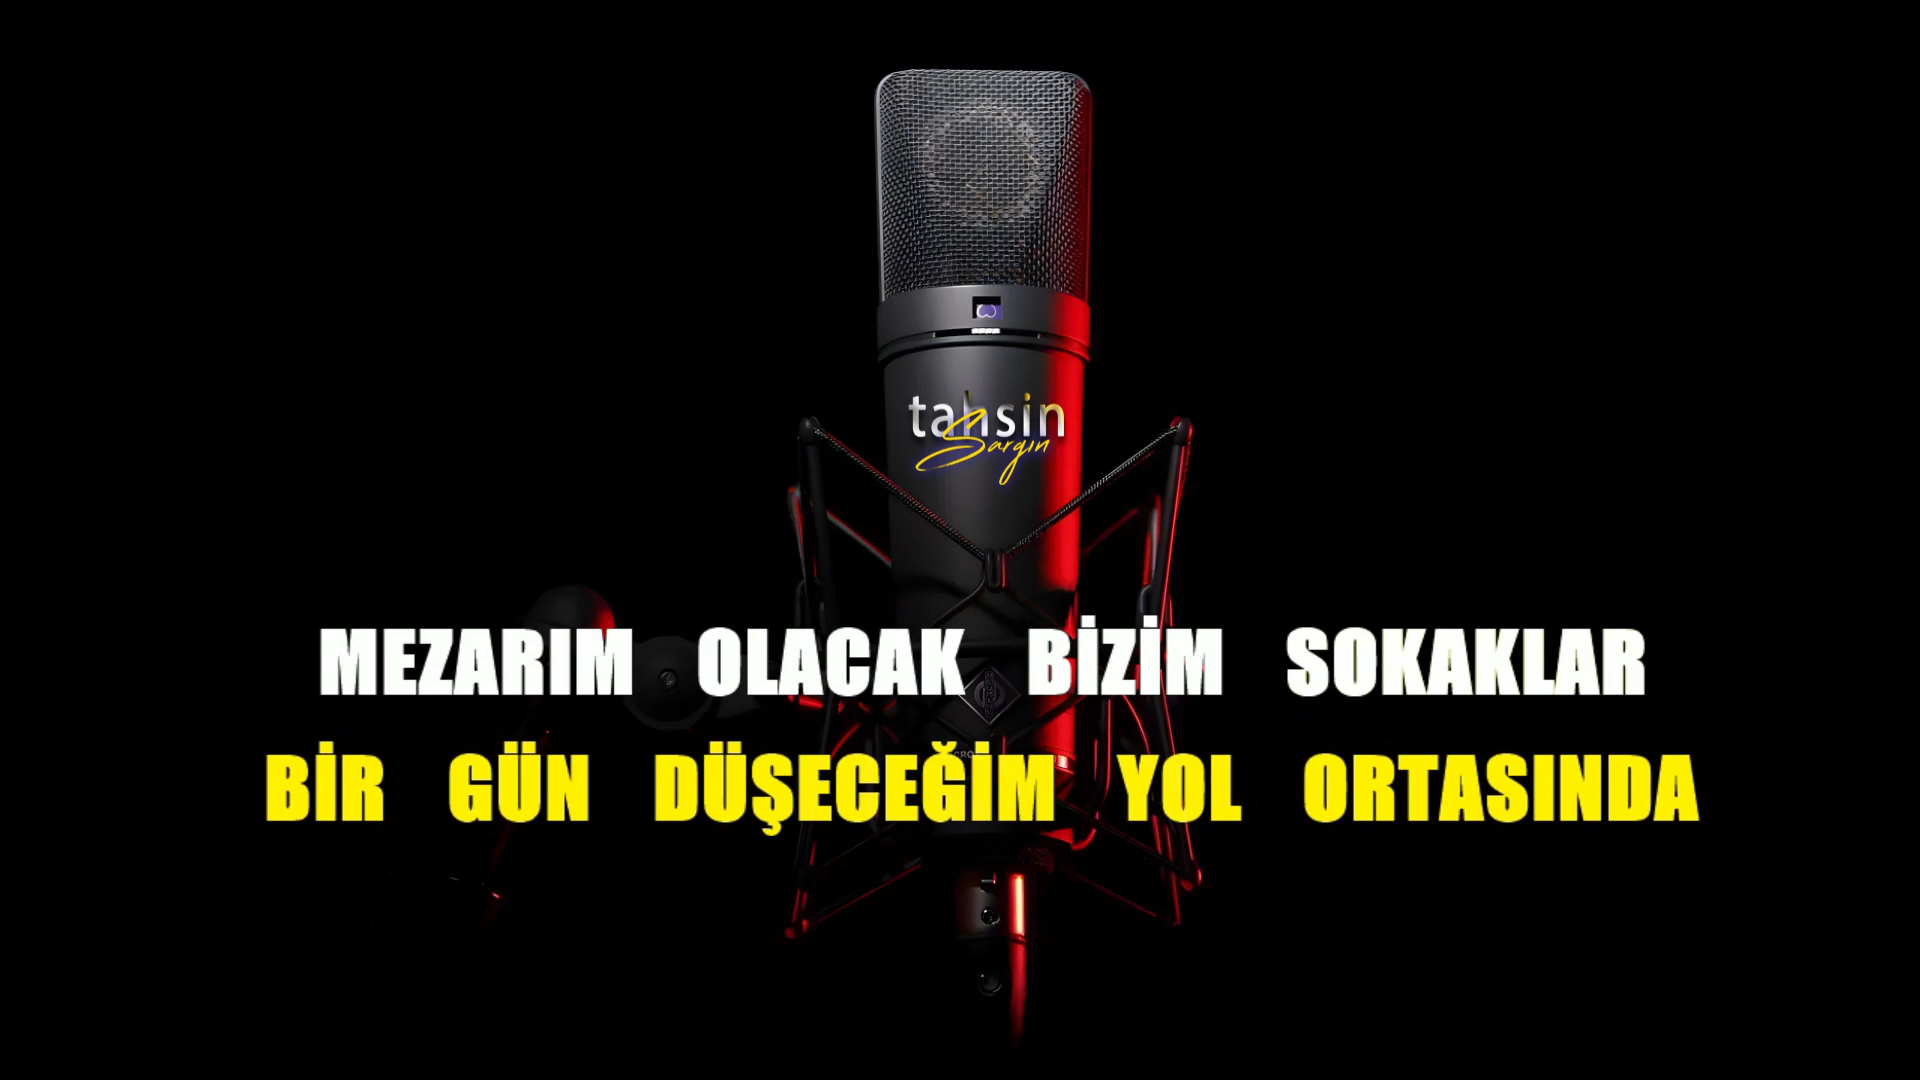 tahsin
Sargın
MEZARIM OLACAK BİZİM SOKAKLAR
BİR GÜN DÜŞECEĞİM YOL ORTASINDA